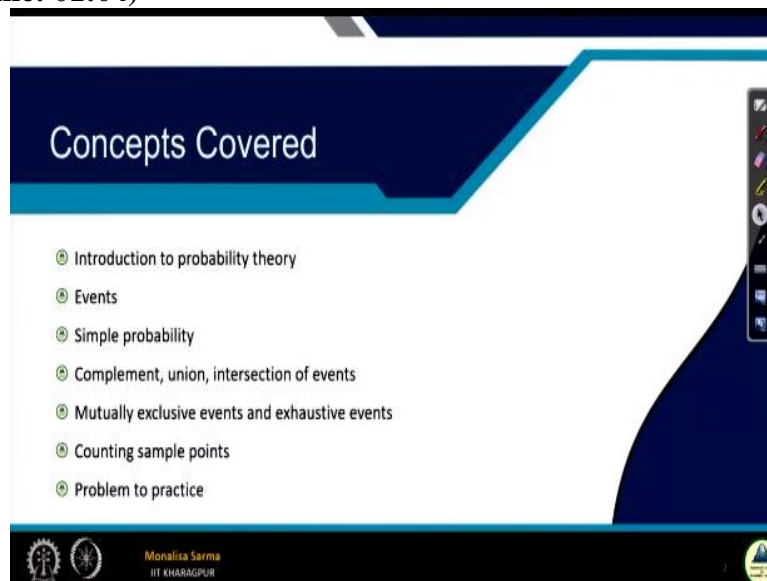 Concepts Covered
Introduction to probability theory
Events
Simple probability
Complement, union, intersection of events
Mutually exclusive events and exhaustive events
Counting sample points
Problem to practice
Monalisa Sarma
IIT KHARAGPUR